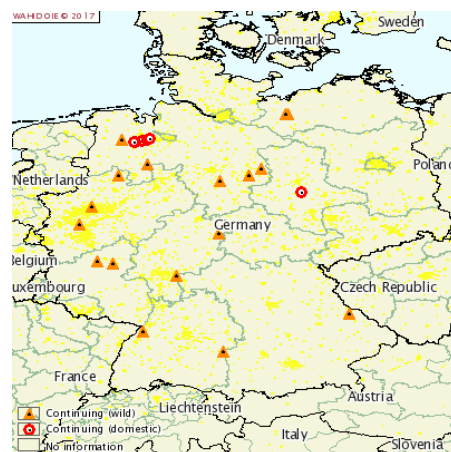 WAHID OIE © 2017
Sweden
Denmark
Poland
Netherlands
Germany
Belgium
Luxembourg
Czech Republic
France
Austria
Liechtenstein
Italy
Slovenia
Continuing (wild)
Continuing (domestic)
No information